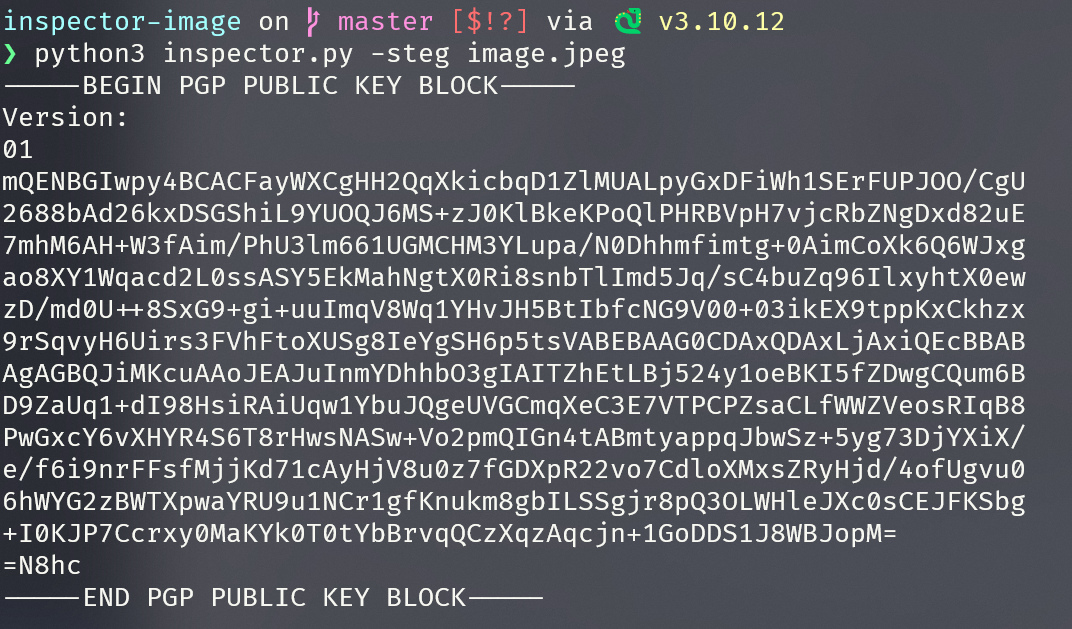 inspector-image on master [$!?] via v3.10.12
❯ python3 inspector.py -steg image.jpeg
-----BEGIN PGP PUBLIC KEY BLOCK-----
Version:
01
mQENBGIwpy4BCACFayWXCgHH2QqXkicbqD1ZlMUALpyGxDFiWh1SErFUPJOO/CgU
2688bAd26kxDSGShiL9YUOQJ6MS+zJ0KlBkeKPoQlPHRBVpH7vjcRbZNgDxd82uE
7mhM6AH+W3fAim/PhU3lm661UGMCHM3YLupa/N0Dhhmfimtg+0AimCoXk6Q6WJxg
ao8XY1Wqacd2L0ssASY5EkMahNgtX0Ri8snbTlImd5Jq/sC4buZq96IlxyhtX0ew
zD/md0U++8SxG9+gi+uuImqV8Wq1YHvJH5BtIbfcNG9V00+03ikEX9tppKxCkhzx
9rSqvyH6Uirs3FVhFtoXUSg8IeYgSH6p5tsVABEBAAG0CDAxQDAxLjAxiQEcBBAB
AgAGBQJiMKcuAAoJEAJuInmYDhhbO3gIAITZhEtLBj524y1oeBKI5fZDwgCQum6B
D9ZaUq1+dI98HsiRAiUqw1YbuJQgeUVGCmqXeC3E7VTPCPZsaCLfWWZVeosRIqB8
PwGxcY6vXHYR4S6T8rHwsNASw+Vo2pmQIGn4tABmtyappqJbwSz+5yg73DjYXiX/
e/f6i9nrFFsfMjjKd71cAyHjV8u0z7fGDXpR22vo7CdloXMxsZRyHjd/4ofUgvu0
6hWYG2zBWTXpwaYRU9u1NCr1gfKnukm8gbILSSgjr8pQ3OLWHleJXc0sCEJFKSbg
+I0KJP7Ccrxy0MaKYk0T0tYbBrvqQCzXqzAqcjn+1GoDDS1J8WBJopM=
=N8hc
-----END PGP PUBLIC KEY BLOCK-----